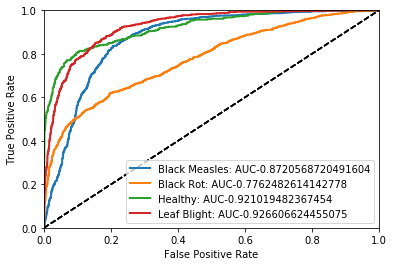 1.0
0.8
0.6
0.4
0.2
0.0
True Positive Rate
Black Measles: AUC-0.8720568720491604
Black Rot: AUC-0.7762482614142778
Healthy: AUC-0.921019482367454
Leaf Blight: AUC-0.926606624455075
0.0 0.2 0.4 0.6 0.8 1.0
False Positive Rate